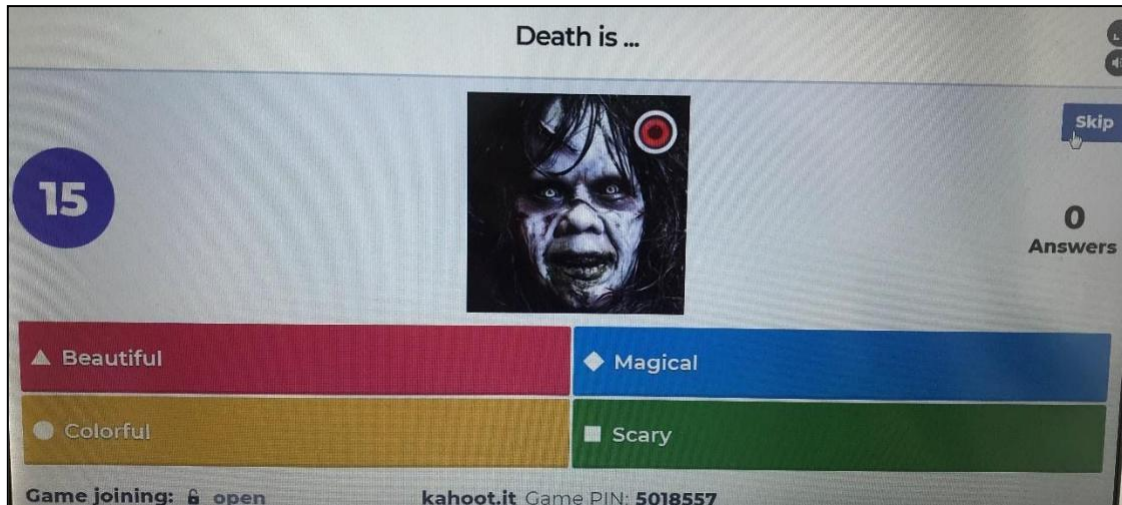 Death is ...
Skip
15
0
Answers
Beautiful
Magical
Colorful
Scary
Game joining: open
kahoot.it Game PIN: 5018557